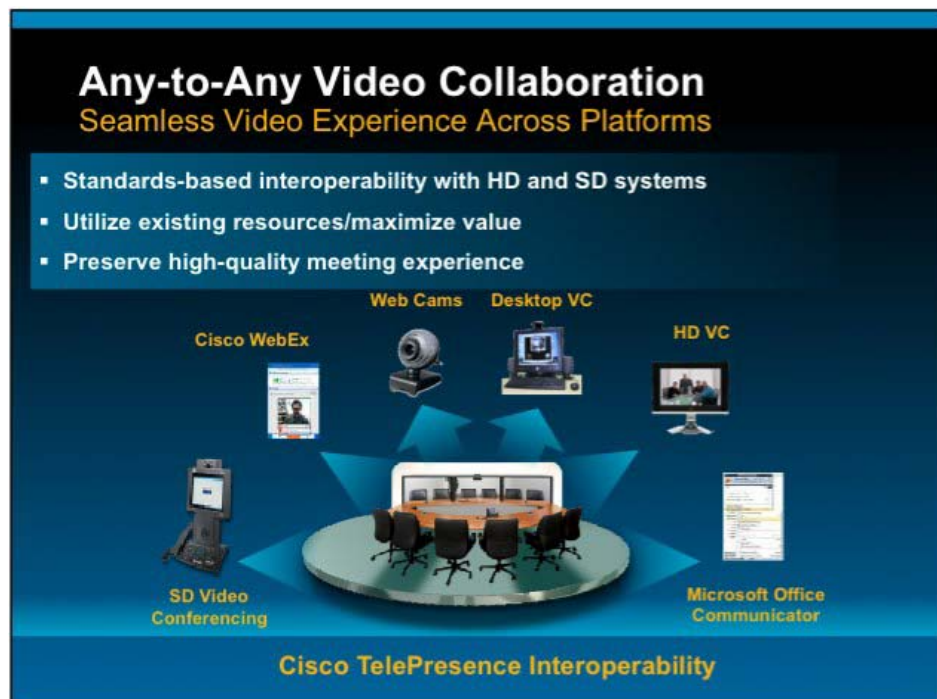 Any-to-Any Video Collaboration
Seamless Video Experience Across Platforms
▪ Standards-based interoperability with HD and SD systems
▪ Utilize existing resources/maximize value
▪ Preserve high-quality meeting experience
Web Cams
Desktop VC
Cisco WebEx
HD VC
SD Video
Conferencing
Microsoft Office
Communicator
Cisco TelePresence Interoperability